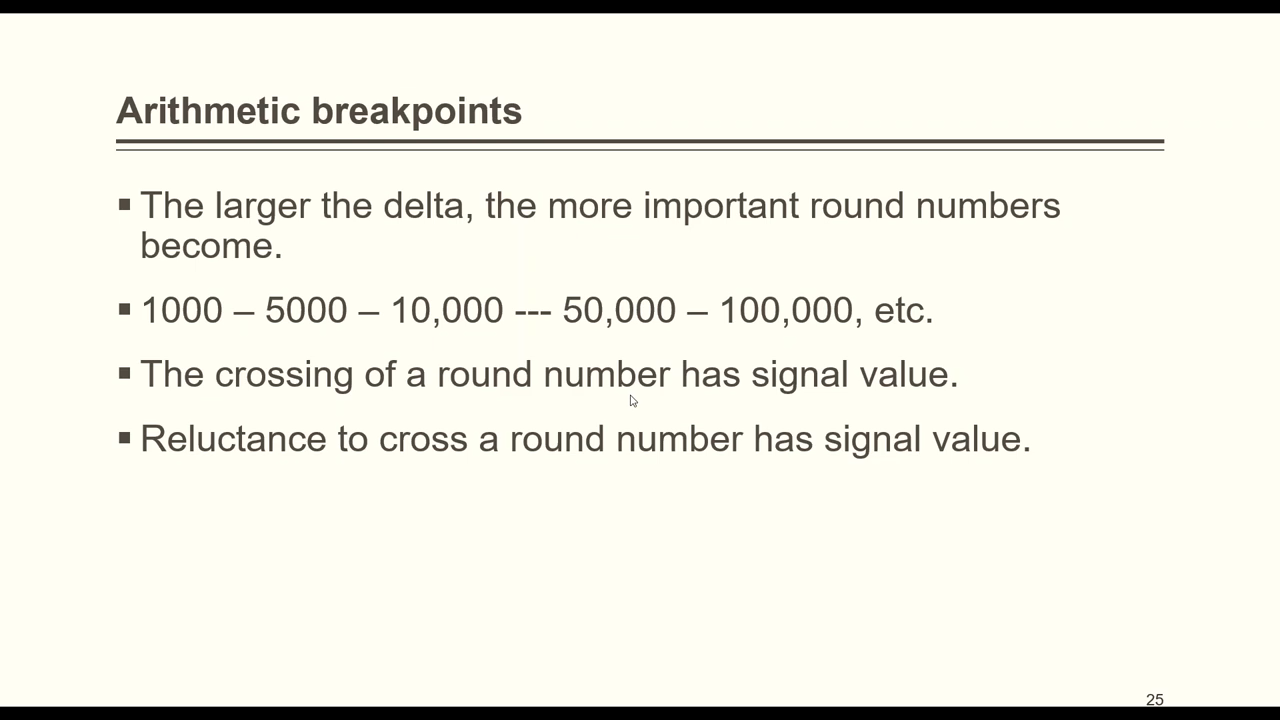 Arithmetic breakpoints
▪ The larger the delta, the more important round numbers
become.
▪ 1000 – 5000 – 10,000 --- 50,000 – 100,000, etc.
▪ The crossing of a round number has signal value.
▪ Reluctance to cross a round number has signal value.
25